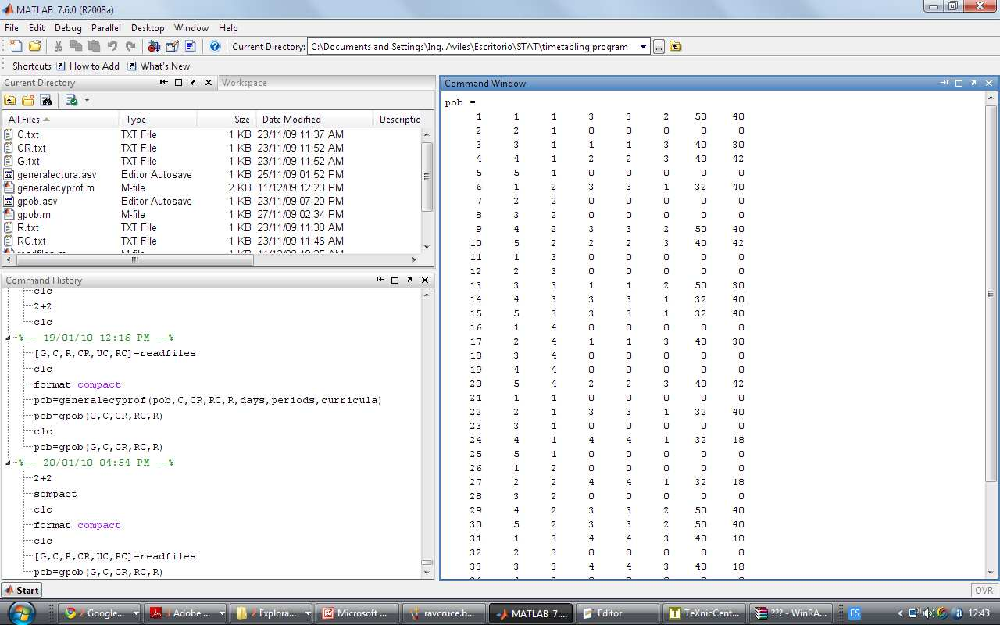 MATLAB 7.6.0 (R2008a)
File Edit Debug Parallel Desktop Window Help
Current Directory: C:\Documents and Settings\Ing. Aviles\Escritorio\STAT\timetabling program
Shortcuts How to Add What's New
Current Directory Workspace
All Files Type Size Date Modified Descriptio
C.txt TXT File 1 KB 23/11/09 11:37 AM
CR.txt TXT File 1 KB 23/11/09 11:52 AM
G.txt TXT File 1 KB 23/11/09 11:52 AM
generalectura.asv Editor Autosave 1 KB 25/11/09 01:52 PM
generalecyprof.m M-file 2 KB 11/12/09 12:23 PM
gpob.asv Editor Autosave 1 KB 23/11/09 07:20 PM
gpob.m M-file 1 KB 27/11/09 02:34 PM
R.txt TXT File 1 KB 23/11/09 11:38 AM
RC.txt TXT File 1 KB 23/11/09 11:46 AM
Command History
clc
2+2
clc
%-- 19/01/10 12:16 PM --%
[G,C,R,CR,UC,RC]=readfiles
clc
format compact
pob=generalecyprof(pob,C,CR,RC,R,days,periods,curricula)
pob=gpob(G,C,CR,RC,R)
clc
pob=gpob(G,C,CR,RC,R)
%-- 20/01/10 04:54 PM --%
2+2
sompact
clc
format compact
clc
[G,C,R,CR,UC,RC]=readfiles
pob=gpob(G,C,CR,RC,R)
Command Window
pob =
1 1 1 3 3 2 50 40
2 2 1 0 0 0 0 0
3 3 1 1 1 3 40 30
4 4 1 2 2 3 40 42
5 5 1 0 0 0 0 0
6 1 2 3 3 1 32 40
7 2 2 0 0 0 0 0
8 3 2 0 0 0 0 0
9 4 2 3 3 2 50 40
10 5 2 2 2 3 40 42
11 1 3 0 0 0 0 0
12 2 3 0 0 0 0 0
13 3 3 1 1 2 50 30
14 4 3 3 3 1 32 40
15 5 3 3 3 1 32 40
16 1 4 0 0 0 0 0
17 2 4 1 1 3 40 30
18 3 4 0 0 0 0 0
19 4 4 0 0 0 0 0
20 5 4 2 2 3 40 42
21 1 1 0 0 0 0 0
22 2 1 3 3 1 32 40
23 3 1 0 0 0 0 0
24 4 1 4 4 1 32 18
25 5 1 0 0 0 0 0
26 1 2 0 0 0 0 0
27 2 2 4 4 1 32 18
28 3 2 0 0 0 0 0
29 4 2 3 3 2 50 40
30 5 2 3 3 2 50 40
31 1 3 4 4 3 40 18
32 2 3 0 0 0 0 0
33 3 3 4 4 3 40 18
Start OVR
2 Google... 3 Adobe ... 2 Explora... Microsoft ... ravcruce.b... MATLAB 7.... Editor TeXnicCent... ??? - WinRA... ES 12:43